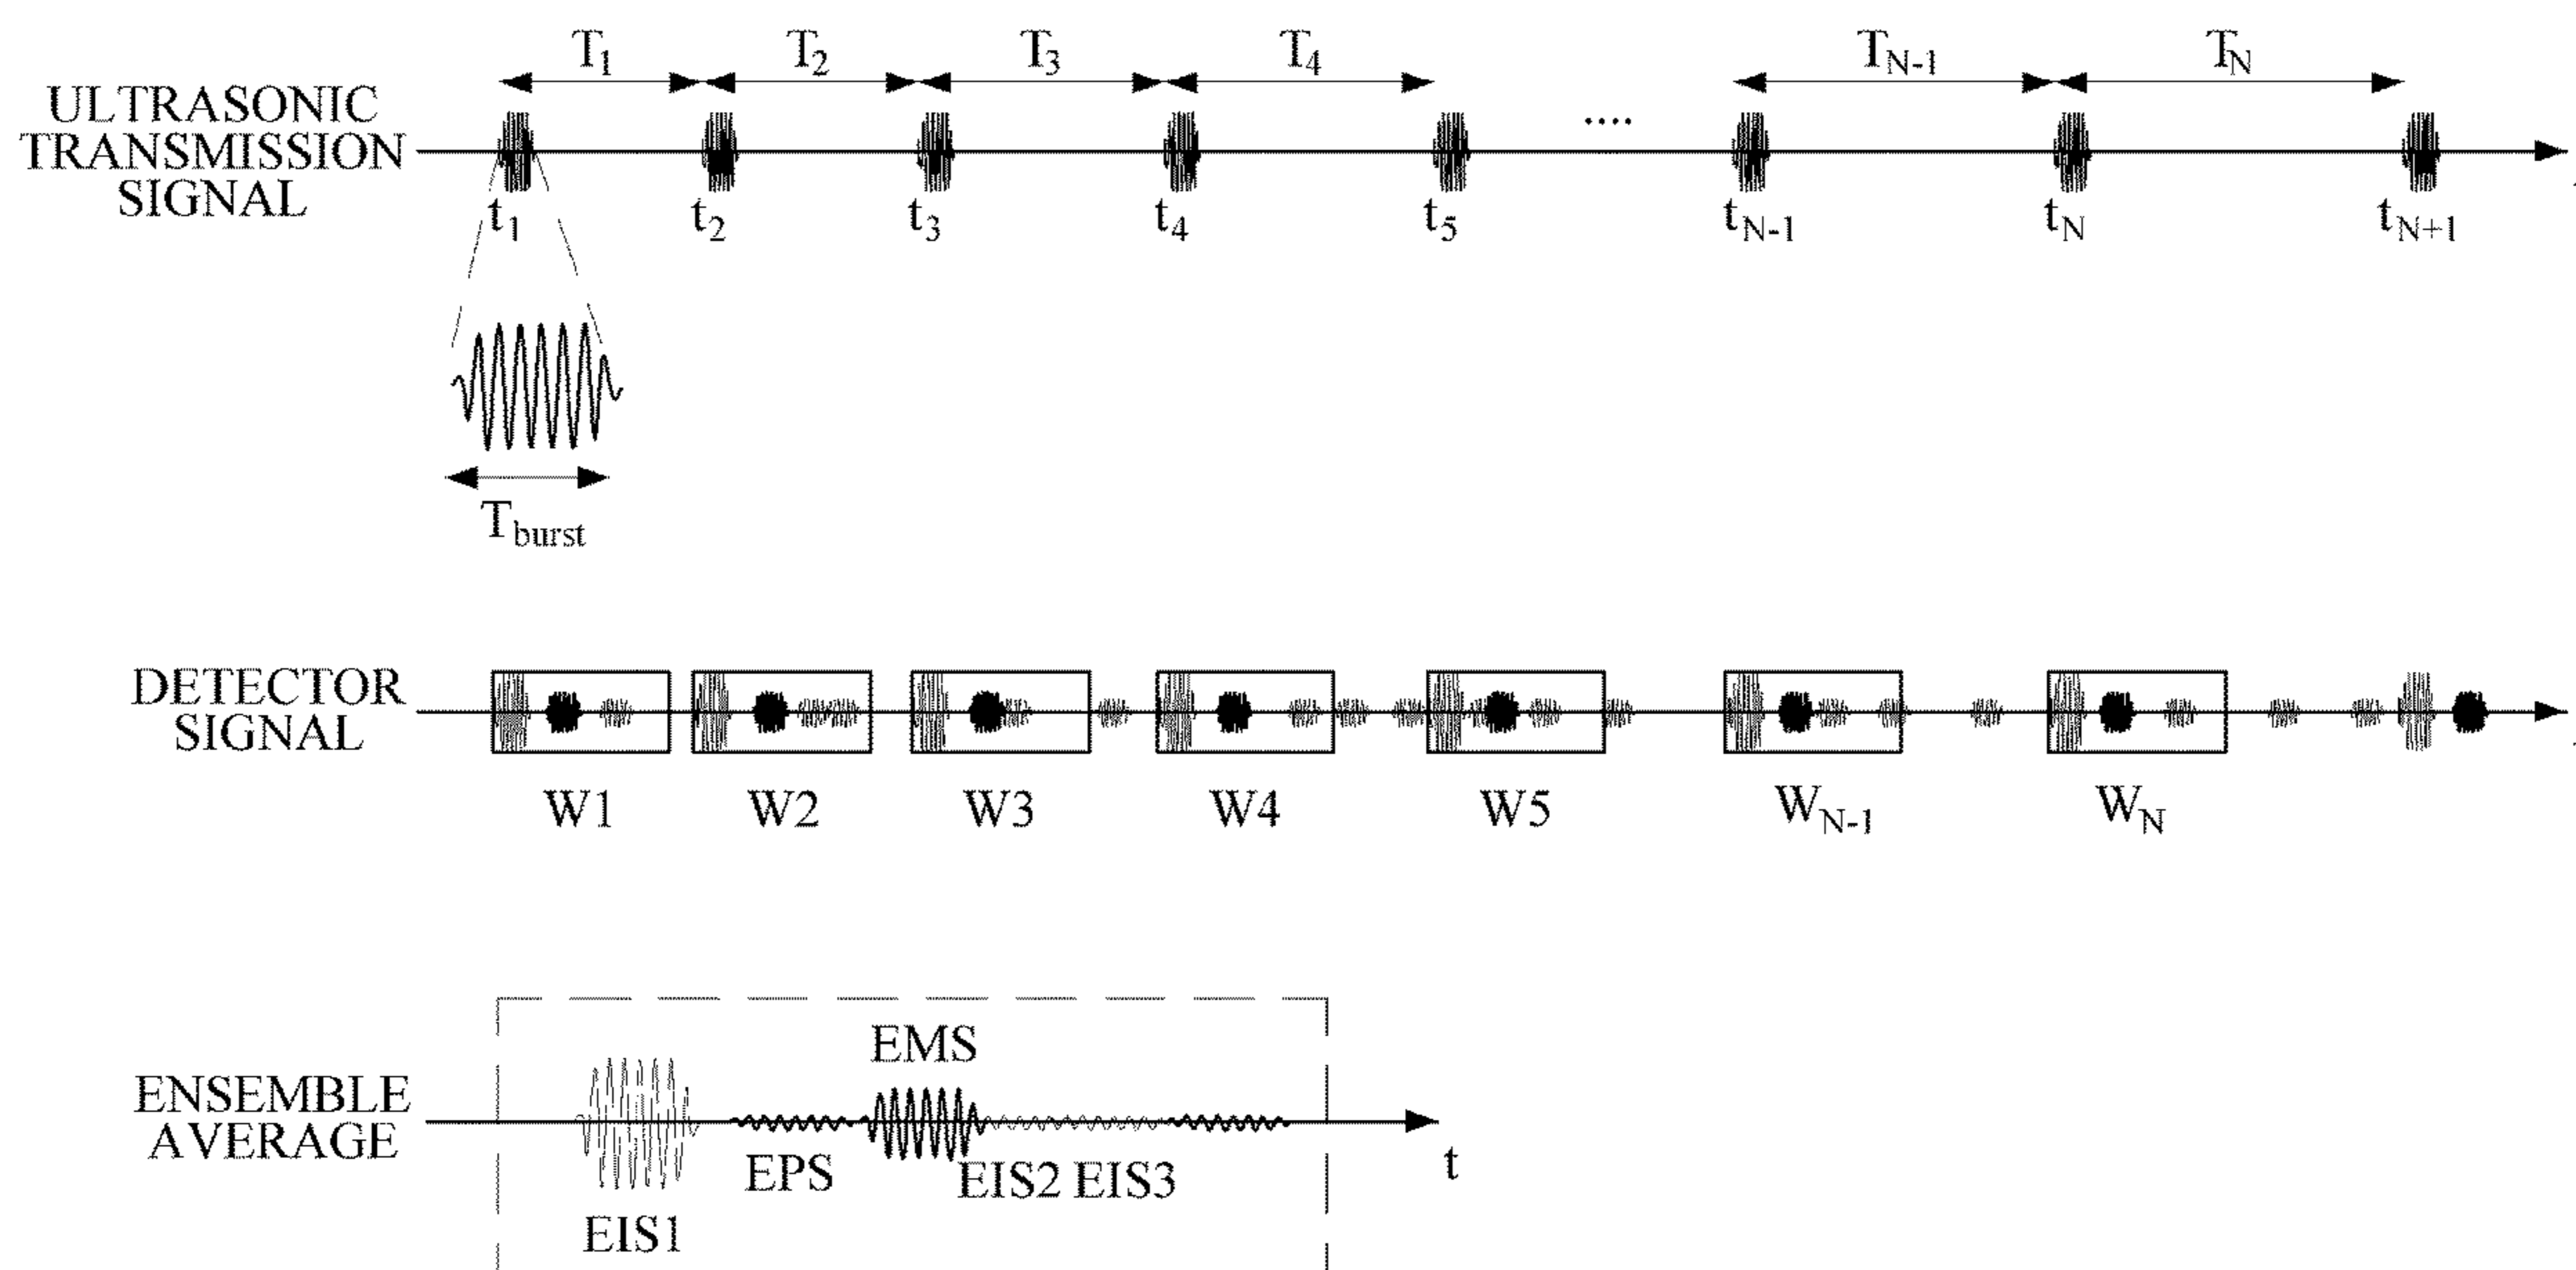 T1 T2 T3 T4 TN-1 TN
ULTRASONIC
TRANSMISSION
SIGNAL
....
t1 t2 t3 t4 t5 tN-1 tN tN+1
Tburst
DETECTOR
SIGNAL
W1 W2 W3 W4 W5 WN-1 WN
ENSEMBLE
AVERAGE
EMS
EPS
EIS2 EIS3
EIS1
t